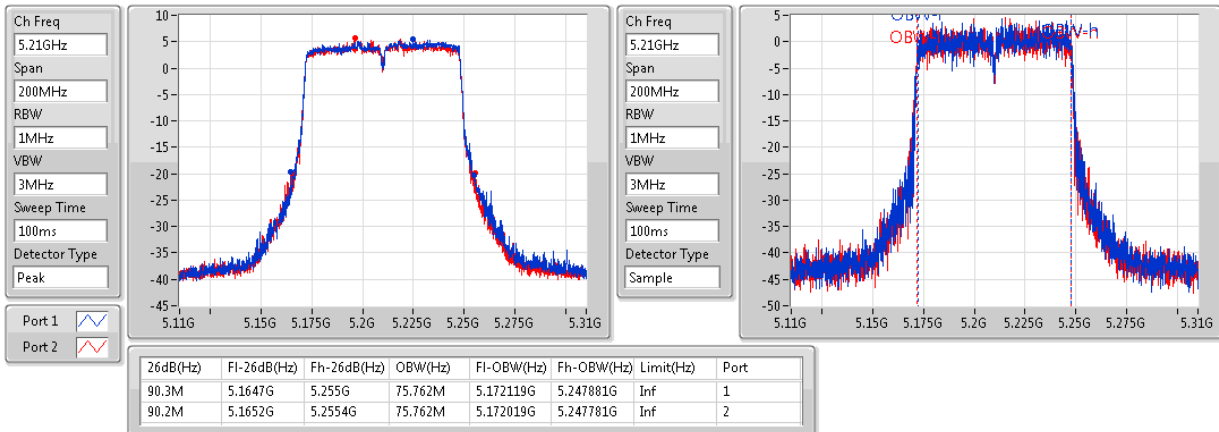 Ch Freq
5.21GHz
Span
200MHz
RBW
1MHz
VBW
3MHz
Sweep Time
100ms
Detector Type
Peak
Port 1
Port 2
10
5
0
-5
-10
-15
-20
-25
-30
-35
-40
-45
5.11G 5.15G 5.175G 5.2G 5.225G 5.25G 5.275G 5.31G
Ch Freq
5.21GHz
Span
200MHz
RBW
1MHz
VBW
3MHz
Sweep Time
100ms
Detector Type
Sample
5
0
-5
-10
-15
-20
-25
-30
-35
-40
-45
-50
OBW-h
5.11G 5.15G 5.175G 5.2G 5.225G 5.25G 5.275G 5.31G
26dB(Hz) Fl-26dB(Hz) Fh-26dB(Hz) OBW(Hz) Fl-OBW(Hz) Fh-OBW(Hz) Limit(Hz) Port
90.3M 5.1647G 5.255G 75.762M 5.172119G 5.247881G Inf 1
90.2M 5.1652G 5.2554G 75.762M 5.172019G 5.247781G Inf 2